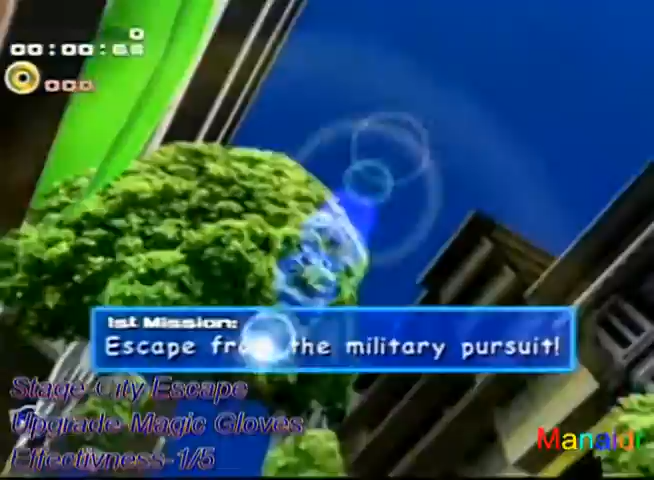 0
00:00:68
000
1st Mission:
Escape from the military pursuit!
Stage-City Escape
Upgrade-Magic Gloves
Effectivness-1/5